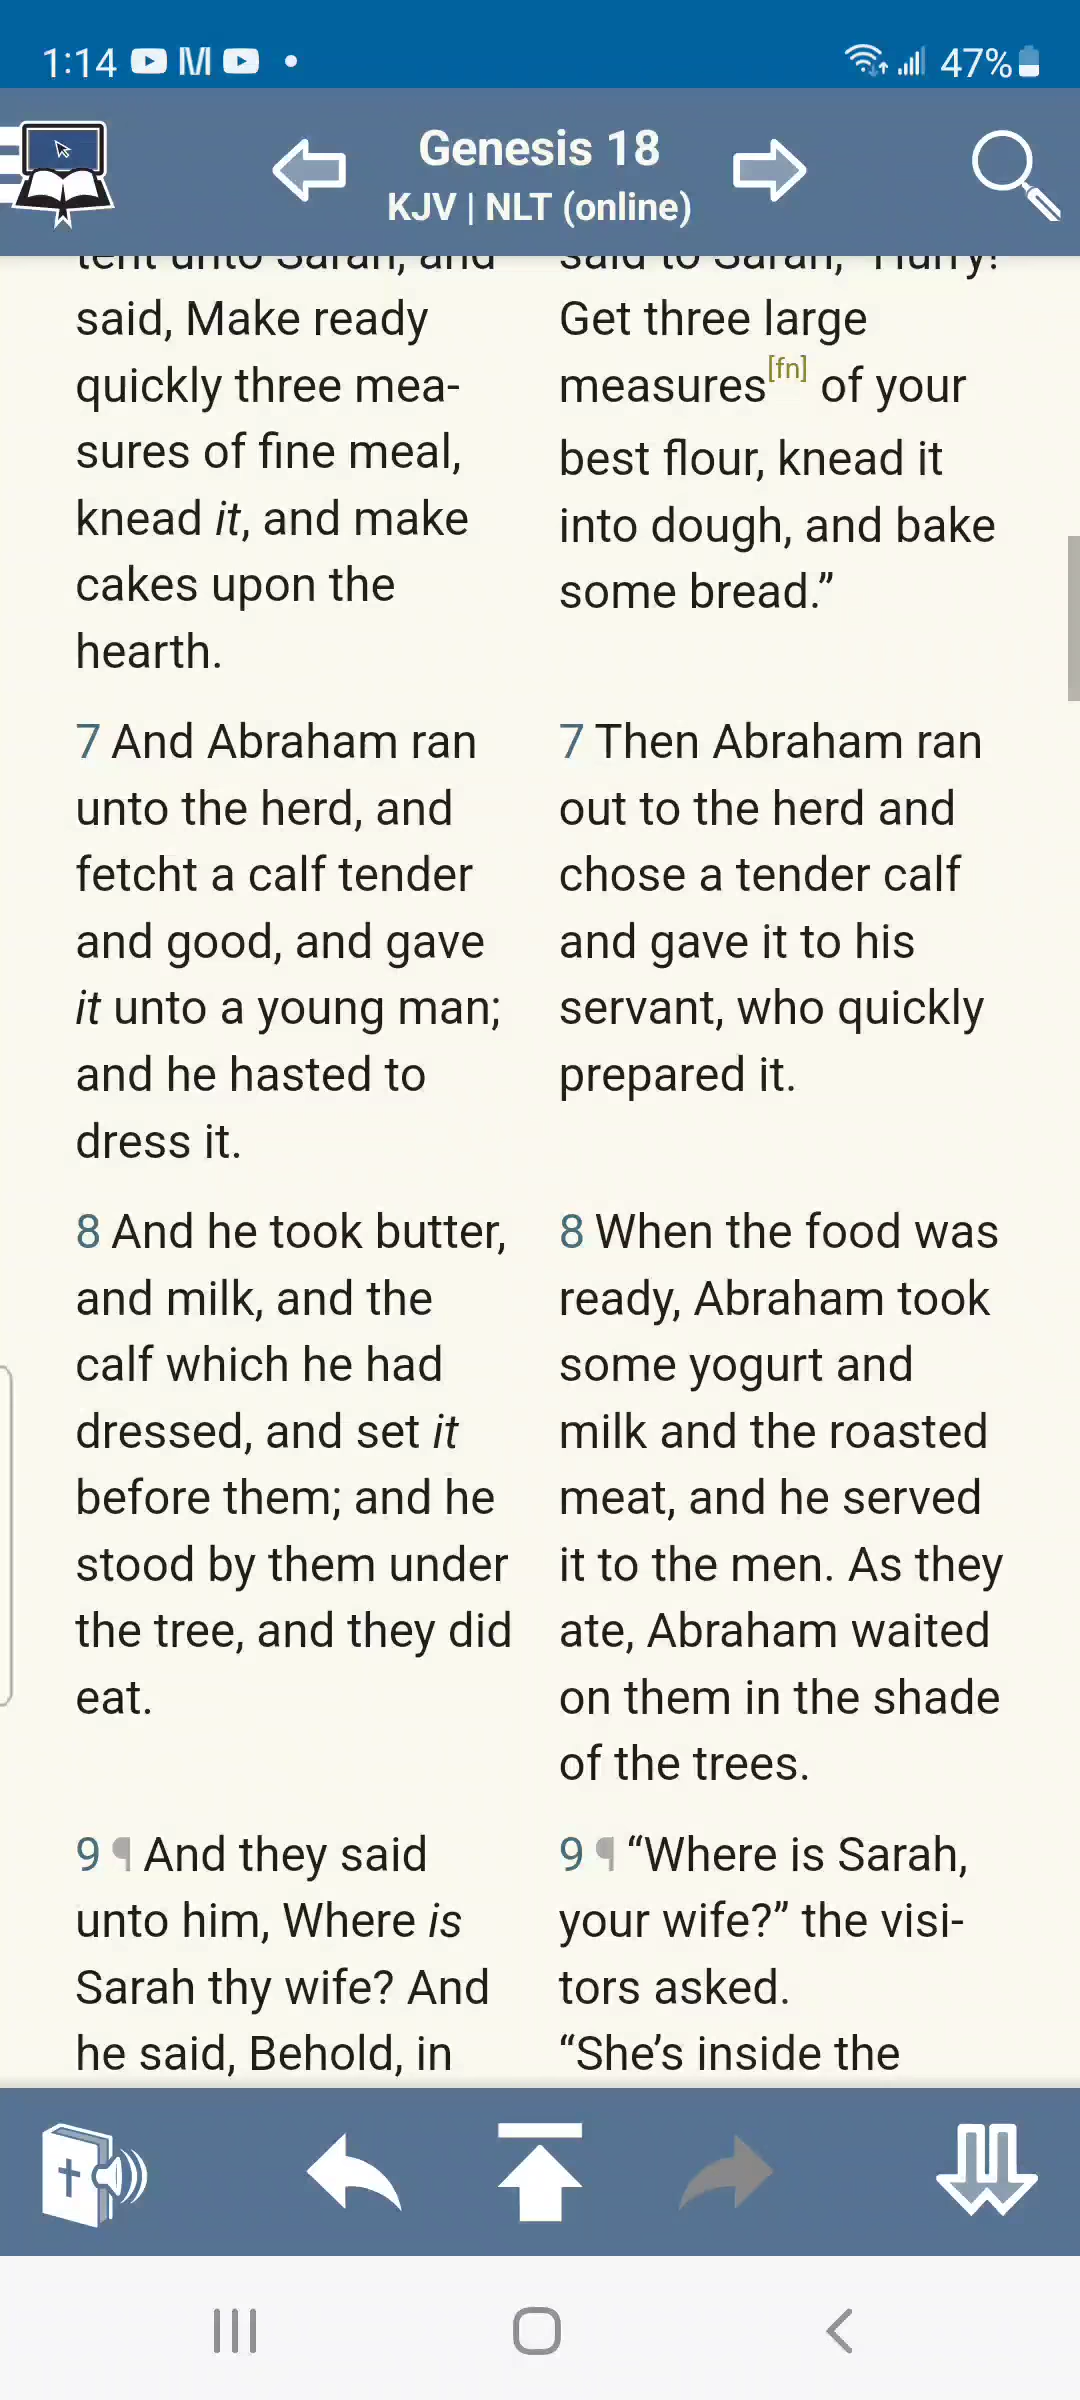 1:14
47%
Genesis 18
KJV | NLT (online)
tent unto Sarah, and
said, Make ready
quickly three mea-
sures of fine meal,
knead it, and make
cakes upon the
hearth.
7 And Abraham ran
unto the herd, and
fetcht a calf tender
and good, and gave
it unto a young man;
and he hasted to
dress it.
8 And he took butter,
and milk, and the
calf which he had
dressed, and set it
before them; and he
stood by them under
the tree, and they did
eat.
9 ¶ And they said
unto him, Where is
Sarah thy wife? And
he said, Behold, in
said to Sarah, “Hurry!
Get three large
measures[fn] of your
best flour, knead it
into dough, and bake
some bread.”
7 Then Abraham ran
out to the herd and
chose a tender calf
and gave it to his
servant, who quickly
prepared it.
8 When the food was
ready, Abraham took
some yogurt and
milk and the roasted
meat, and he served
it to the men. As they
ate, Abraham waited
on them in the shade
of the trees.
9 ¶ “Where is Sarah,
your wife?” the visi-
tors asked.
“She’s inside the